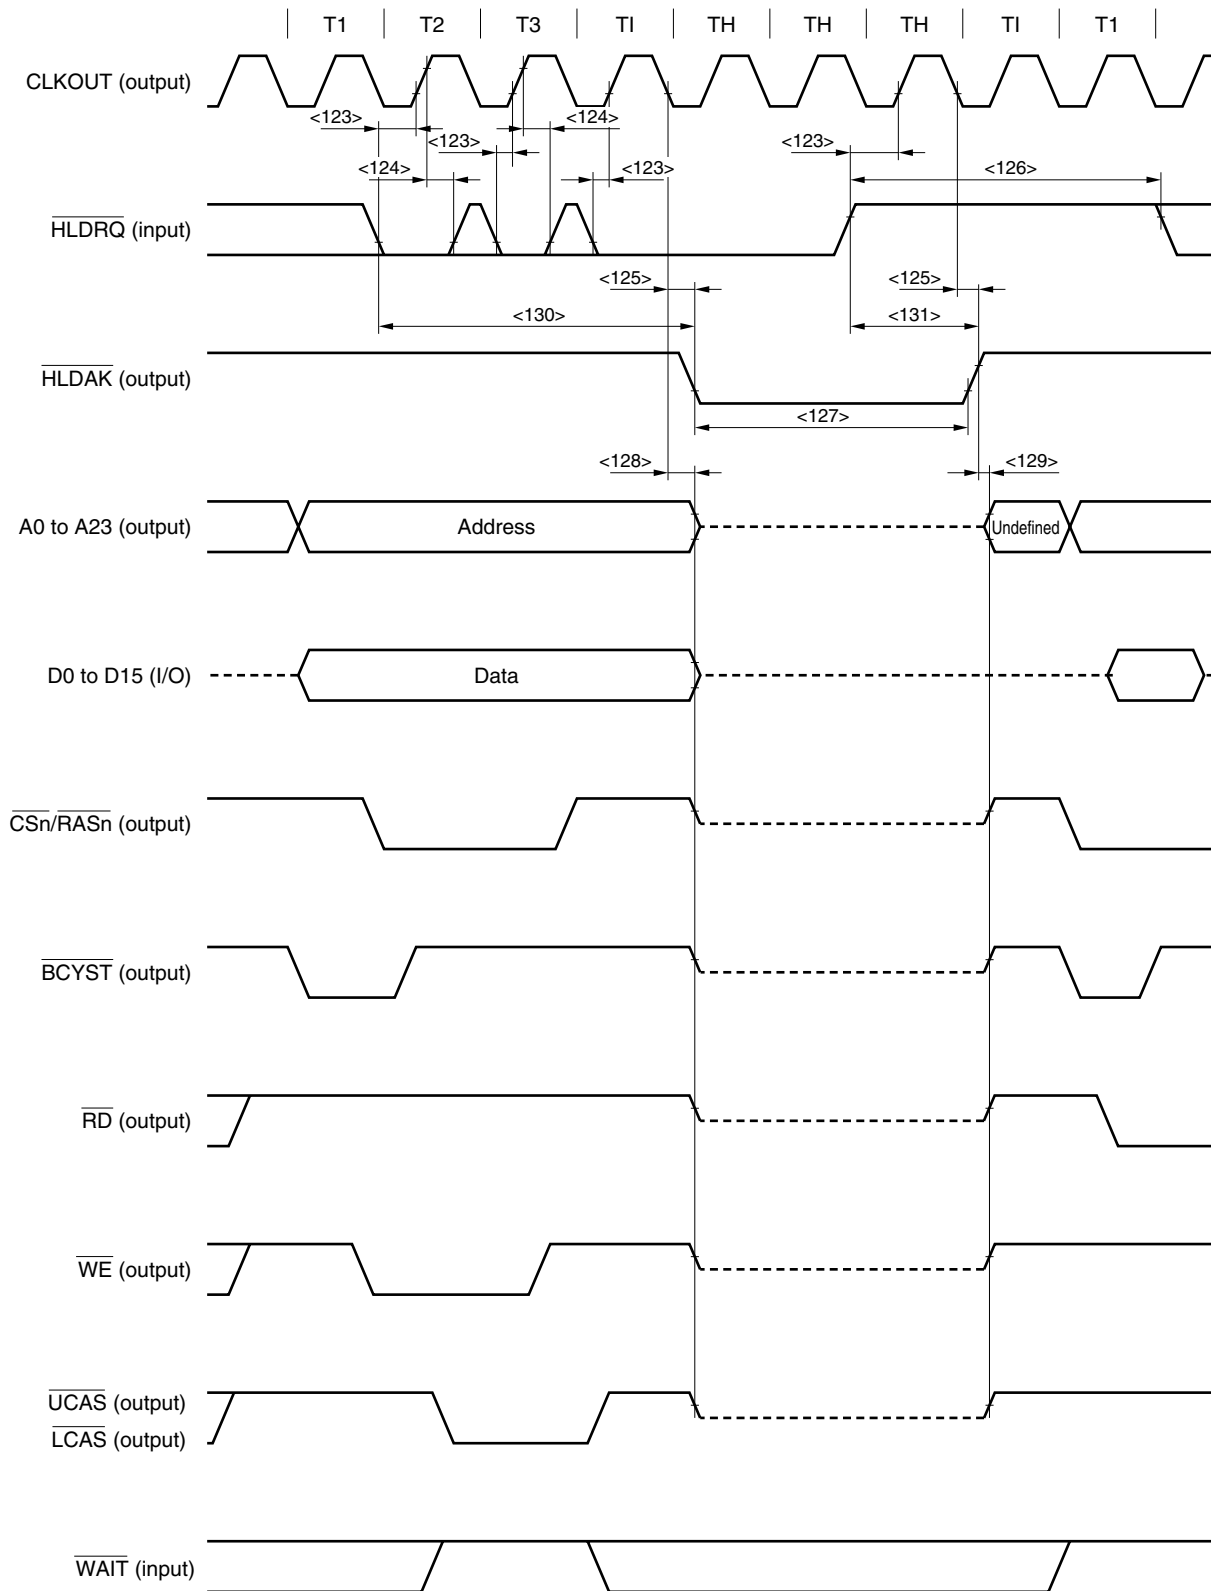 T1 T2 T3 TI TH TH TH TI T1
CLKOUT (output)
<123> <124>
<123> <123>
<124> <123> <126>
HLDRQ (input)
<125> <125>
<130> <131>
HLDAK (output)
<127>
<128> <129>
A0 to A23 (output) Address Undefined
D0 to D15 (I/O) Data
CSn/RASn (output)
BCYST (output)
RD (output)
WE (output)
UCAS (output)
LCAS (output)
WAIT (input)